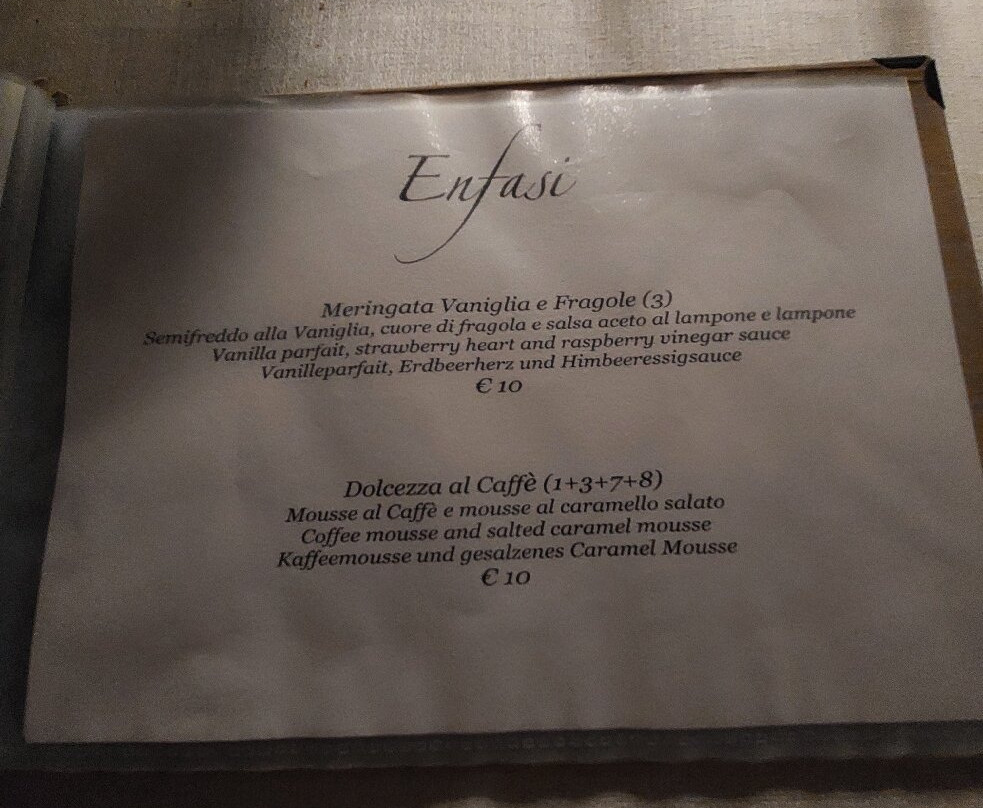 Enfasi
Meringata Vaniglia e Fragole (3)
Semifreddo alla Vaniglia, cuore di fragola e salsa aceto al lampone e lampone
Vanilla parfait, strawberry heart and raspberry vinegar sauce
Vanilleparfait, Erdbeerherz und Himbeeressigsauce
€ 10
Dolcezza al Caffè (1+3+7+8)
Mousse al Caffè e mousse al caramello salato
Coffee mousse and salted caramel mousse
Kaffeemousse und gesalzenes Caramel Mousse
€ 10